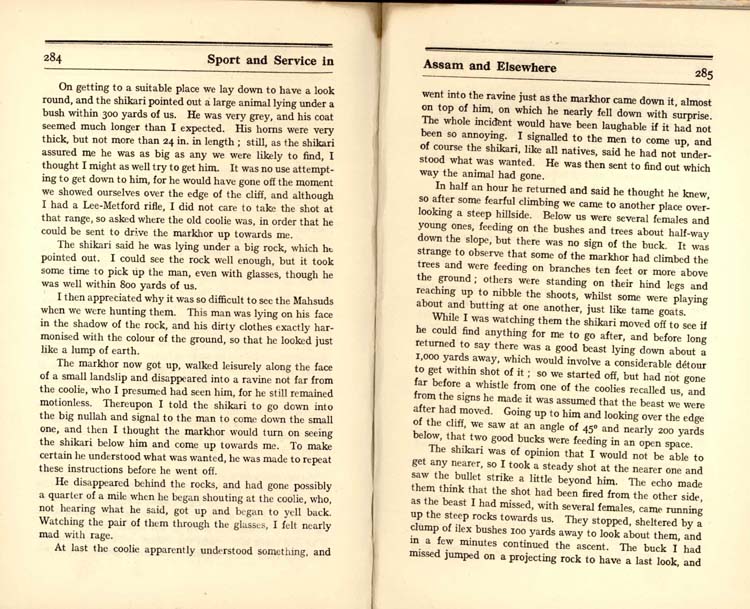 284 Sport and Service in
On getting to a suitable place we lay down to have a look
round, and the shikari pointed out a large animal lying under a
bush within 300 yards of us. He was very grey, and his coat
seemed much longer than I expected. His horns were very
thick, but not more than 24 in. in length ; still, as the shikari
assured me he was as big as any we were likely to find, I
thought I might as well try to get him. It was no use attempt-
ing to get down to him, for he would have gone off the moment
we showed ourselves over the edge of the cliff, and although
I had a Lee-Metford rifle, I did not care to take the shot at
that range, so asked where the old coolie was, in order that he
could be sent to drive the markhor up towards me.
The shikari said he was lying under a big rock, which he
pointed out. I could see the rock well enough, but it took
some time to pick up the man, even with glasses, though he
was well within 800 yards of us.
I then appreciated why it was so difficult to see the Mahsuds
when we were hunting them. This man was lying on his face
in the shadow of the rock, and his dirty clothes exactly har-
monised with the colour of the ground, so that he looked just
like a lump of earth.
The markhor now got up, walked leisurely along the face
of a small landslip and disappeared into a ravine not far from
the coolie, who I presumed had seen him, for he still remained
motionless. Thereupon I told the shikari to go down into
the big nullah and signal to the man to come down the small
one, and then I thought the markhor would turn on seeing
the shikari below him and come up towards me. To make
certain he understood what was wanted, he was made to repeat
these instructions before he went off.
He disappeared behind the rocks, and had gone possibly
a quarter of a mile when he began shouting at the coolie, who,
not hearing what he said, got up and began to yell back.
Watching the pair of them through the glasses, I felt nearly
mad with rage.
At last the coolie apparently understood something, and
Assam and Elsewhere 285
went into the ravine just as the markhor came down it, almost
on top of him, on which he nearly fell down with surprise.
The whole incident would have been laughable if it had not
been so annoying. I signalled to the men to come up, and
of course the shikari, like all natives, said he had not under-
stood what was wanted. He was then sent to find out which
way the animal had gone.
In half an hour he returned and said he thought he knew,
so after some fearful climbing we came to another place over-
looking a steep hillside. Below us were several females and
young ones, feeding on the bushes and trees about half-way
down the slope, but there was no sign of the buck. It was
strange to observe that some of the markhor had climbed the
trees and were feeding on branches ten feet or more above
the ground ; others were standing on their hind legs and
reaching up to nibble the shoots, whilst some were playing
about and butting at one another, just like tame goats.
While I was watching them the shikari moved off to see if
he could find anything for me to go after, and before long
returned to say there was a good beast lying down about a
1,000 yards away, which would involve a considerable détour
to get within shot of it ; so we started off, but had not gone
far before a whistle from one of the coolies recalled us, and
from the signs he made it was assumed that the beast we were
after had moved. Going up to him and looking over the edge
of the cliff, we saw at an angle of 45° and nearly 200 yards
below, that two good bucks were feeding in an open space.
The shikari was of opinion that I would not be able to
get any nearer, so I took a steady shot at the nearer one and
saw the bullet strike a little beyond him. The echo made
them think that the shot had been fired from the other side,
as the beast I had missed, with several females, came running
up the steep rocks towards us. They stopped, sheltered by a
clump of ilex bushes 100 yards away to look about them, and
in a few minutes continued the ascent. The buck I had
missed jumped on a projecting rock to have a last look, and